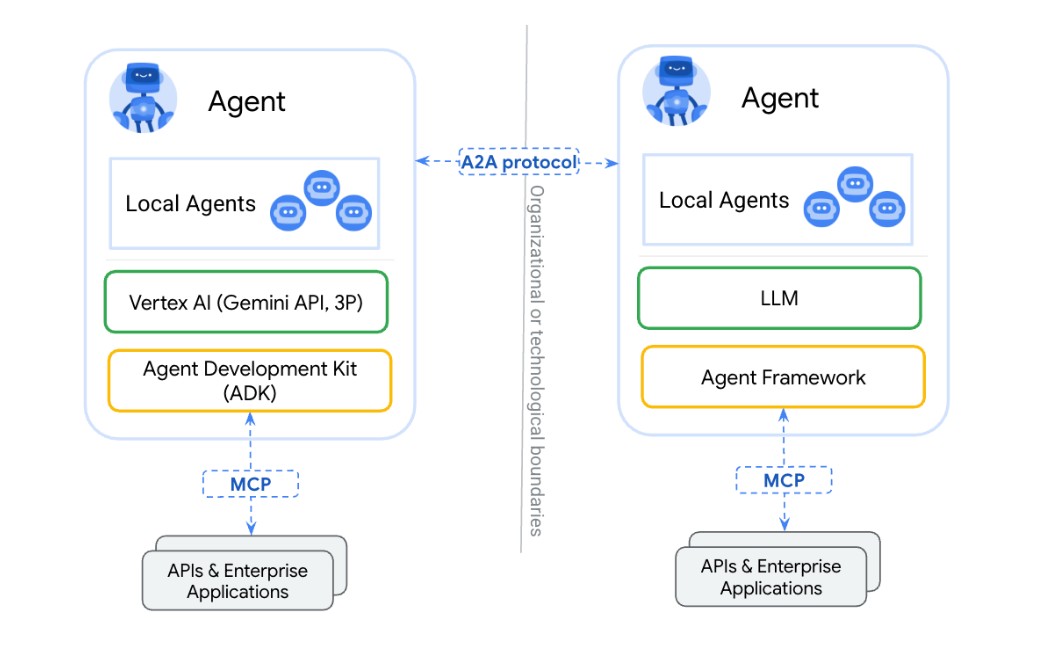 Agent
Local Agents
Vertex AI (Gemini API, 3P)
Agent Development Kit
(ADK)
MCP
APIs & Enterprise
Applications
A2A protocol
Organizational or technological boundaries
Agent
Local Agents
LLM
Agent Framework
MCP
APIs & Enterprise
Applications